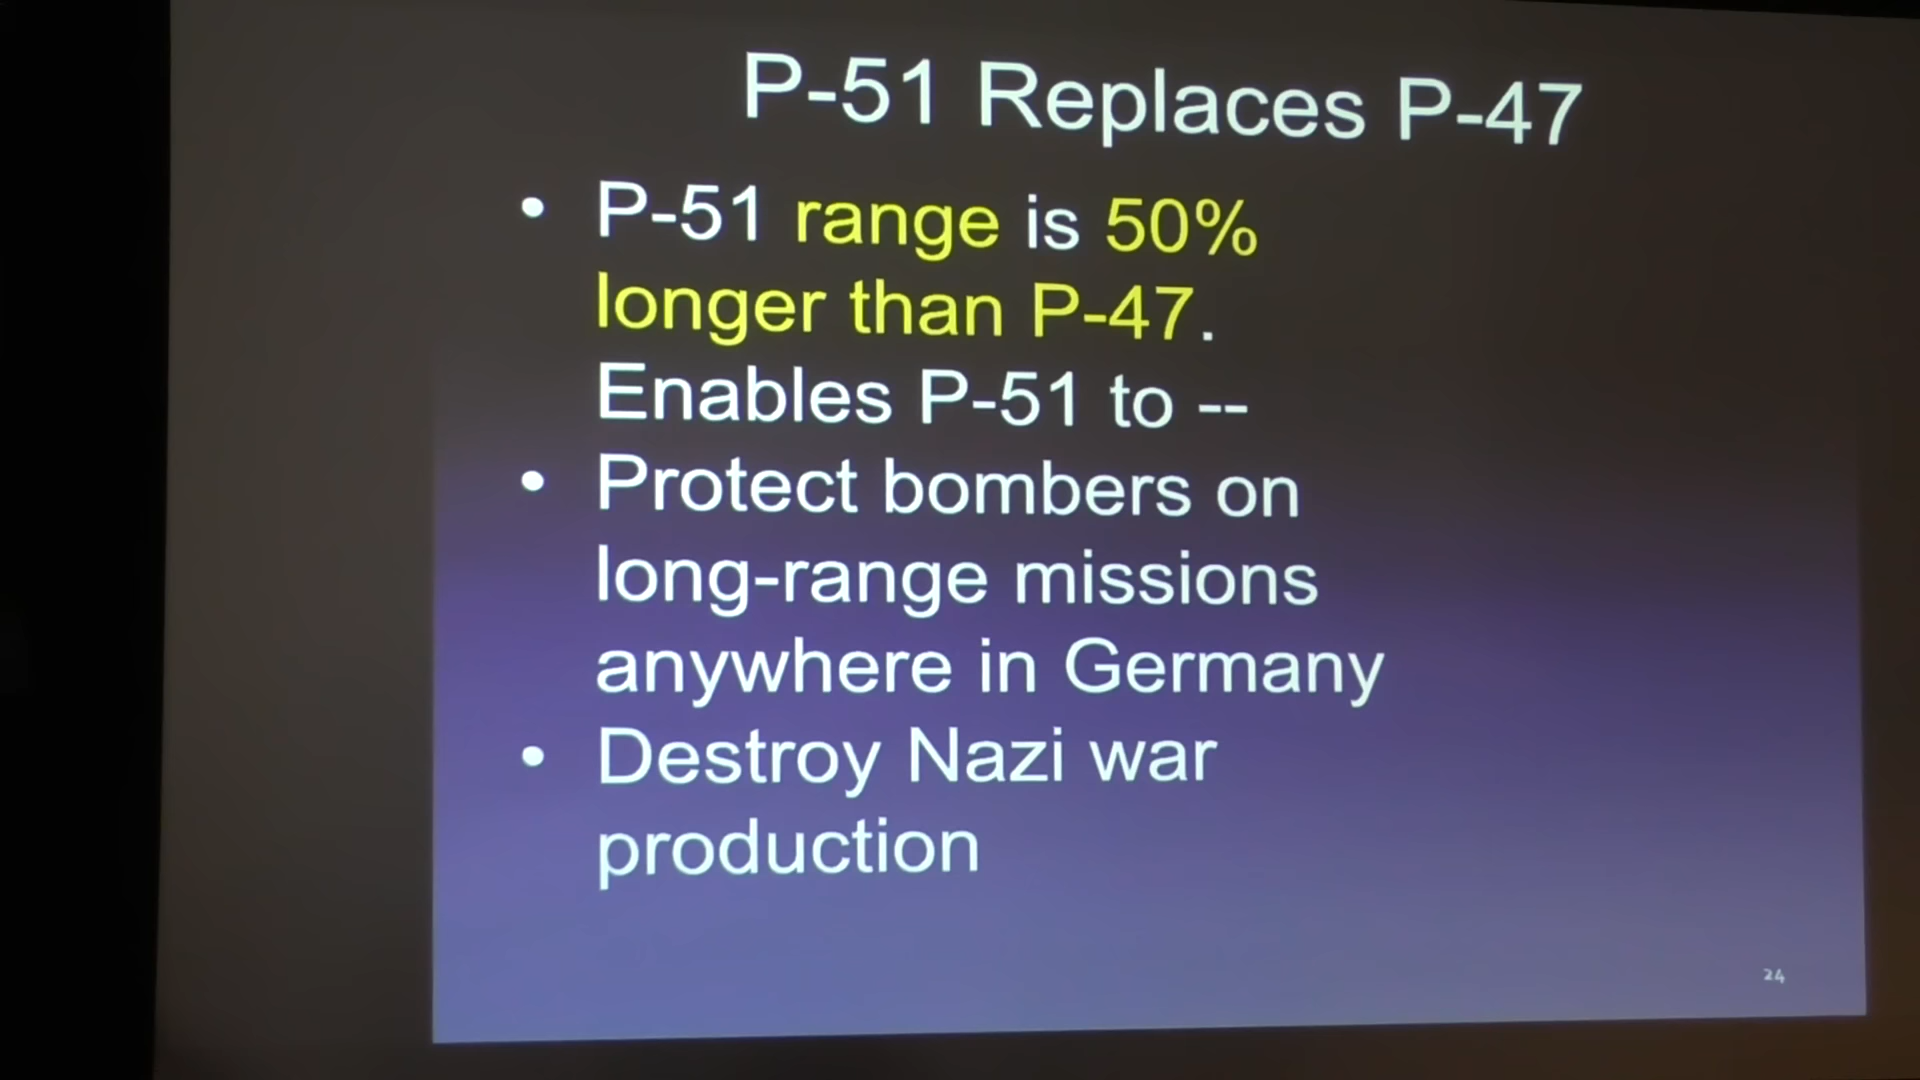 P-51 Replaces P-47
• P-51 range is 50%
longer than P-47.
Enables P-51 to --
• Protect bombers on
long-range missions
anywhere in Germany
• Destroy Nazi war
production
24